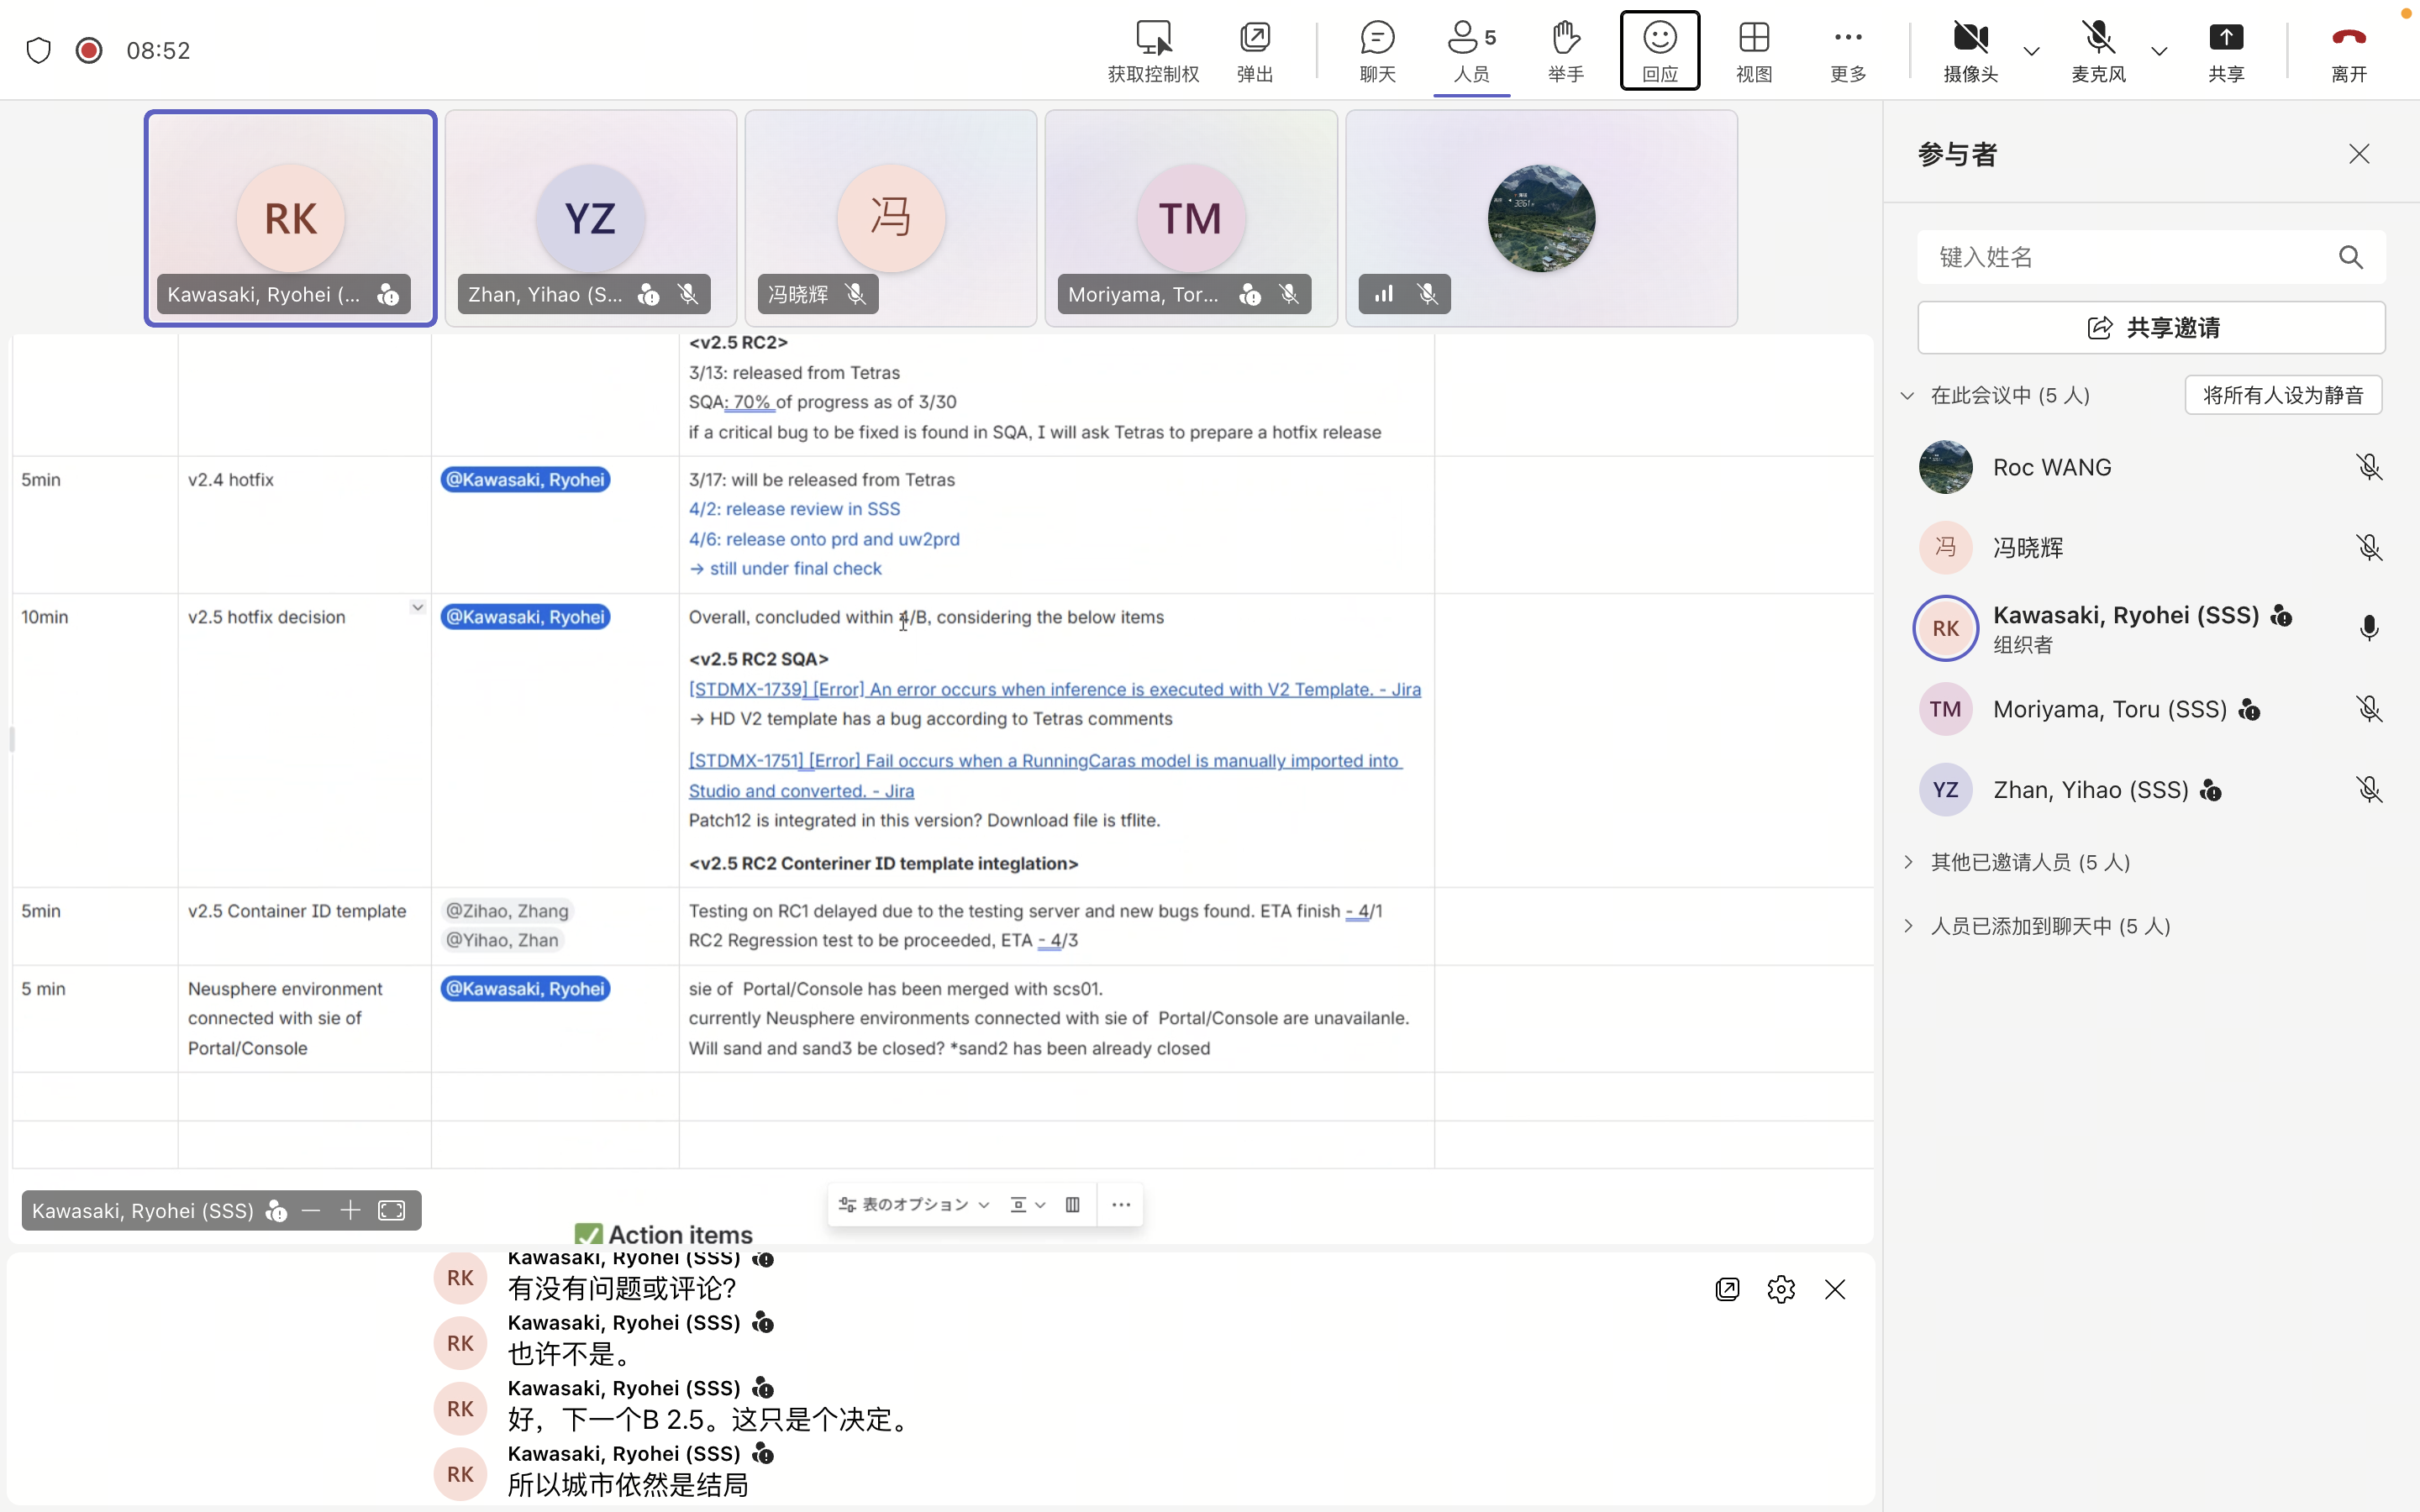 08:52
获取控制权
弹出
聊天
5
人员
举手
回应
视图
更多
摄像头
麦克风
共享
离开
RK
Kawasaki, Ryohei (...
YZ
Zhan, Yihao (S...
冯
冯晓辉
TM
Moriyama, Tor...
<v2.5 RC2>
3/13: released from Tetras
SQA: 70% of progress as of 3/30
if a critical bug to be fixed is found in SQA, I will ask Tetras to prepare a hotfix release
5min
v2.4 hotfix
@Kawasaki, Ryohei
3/17: will be released from Tetras
4/2: release review in SSS
4/6: release onto prd and uw2prd
→ still under final check
10min
v2.5 hotfix decision
@Kawasaki, Ryohei
Overall, concluded within 4/B, considering the below items
<v2.5 RC2 SQA>
[STDMX-1739] [Error] An error occurs when inference is executed with V2 Template. - Jira
→ HD V2 template has a bug according to Tetras comments
[STDMX-1751] [Error] Fail occurs when a RunningCaras model is manually imported into
Studio and converted. - Jira
Patch12 is integrated in this version? Download file is tflite.
<v2.5 RC2 Conteriner ID template integlation>
5min
v2.5 Container ID template
@Zihao, Zhang
@Yihao, Zhan
Testing on RC1 delayed due to the testing server and new bugs found. ETA finish - 4/1
RC2 Regression test to be proceeded, ETA - 4/3
5 min
Neusphere environment
connected with sie of
Portal/Console
@Kawasaki, Ryohei
sie of Portal/Console has been merged with scs01.
currently Neusphere environments connected with sie of Portal/Console are unavailanle.
Will sand and sand3 be closed? *sand2 has been already closed
Kawasaki, Ryohei (SSS)
表のオプション
Action items
RK
Kawasaki, Ryohei (SSS)
有没有问题或评论?
RK
Kawasaki, Ryohei (SSS)
也许不是。
RK
Kawasaki, Ryohei (SSS)
好，下一个B 2.5。这只是个决定。
RK
Kawasaki, Ryohei (SSS)
所以城市依然是结局
参与者
键入姓名
共享邀请
在此会议中 (5 人)
将所有人设为静音
Roc WANG
冯
冯晓辉
RK
Kawasaki, Ryohei (SSS)
组织者
TM
Moriyama, Toru (SSS)
YZ
Zhan, Yihao (SSS)
其他已邀请人员 (5 人)
人员已添加到聊天中 (5 人)